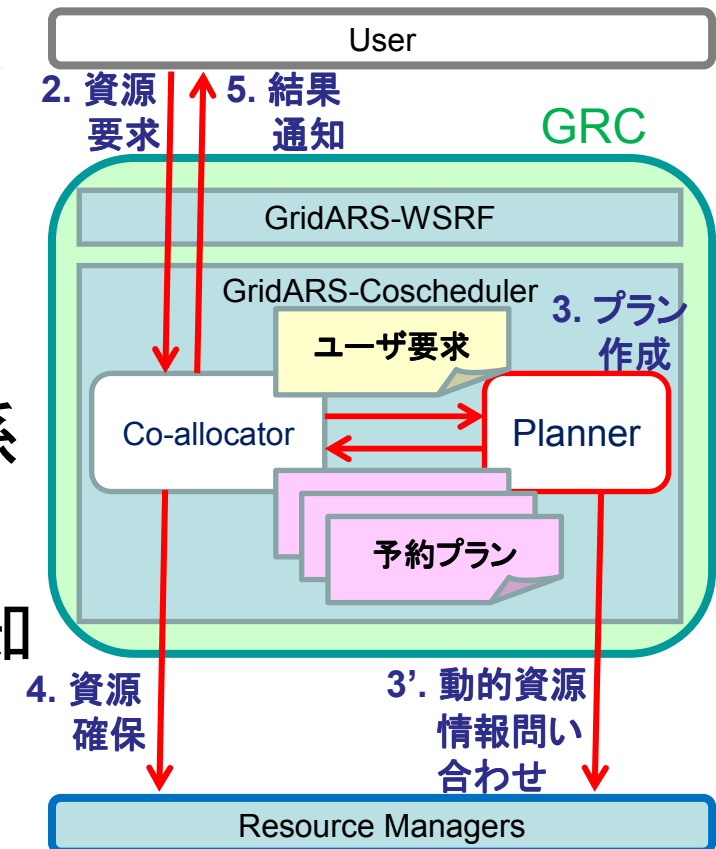 User
2. 資源
要求
5. 結果
通知
GRC
GridARS-WSRF
GridARS-Coscheduler
3. プラン
作成
ユーザ要求
Co-allocator
Planner
予約プラン
系
知
4. 資源
確保
3’. 動的資源
情報問い
合わせ
Resource Managers